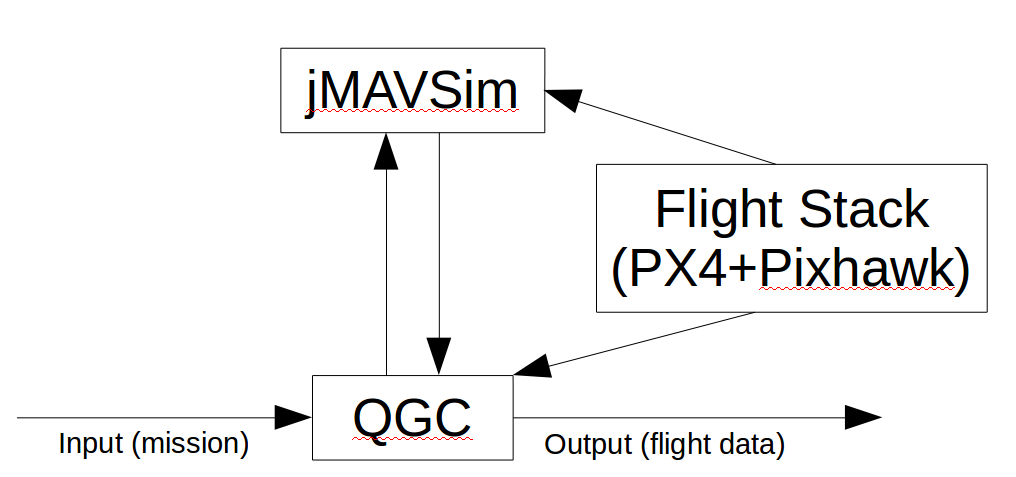 jMAVSim
Flight Stack
(PX4+Pixhawk)
QGC
Input (mission)
Output (flight data)